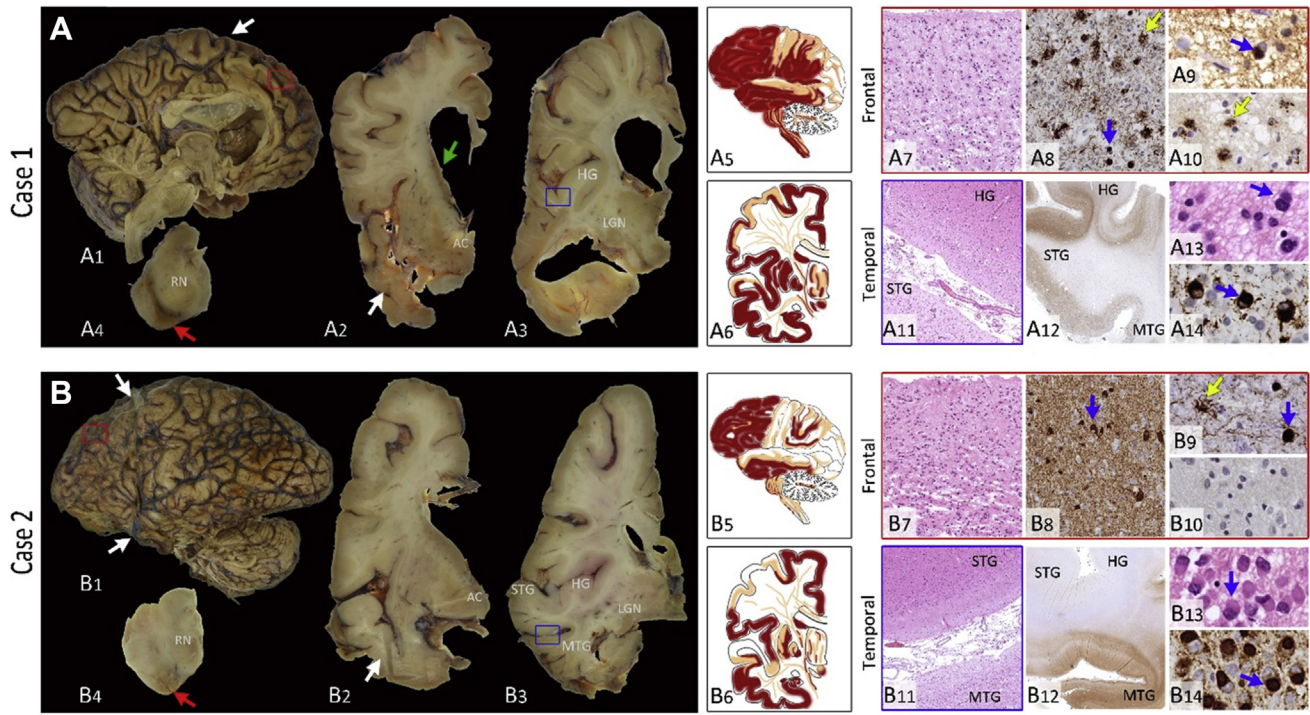 A
Case 1
A1
RN
A4
AC
A2
HG
LGN
A3
A5
A6
Frontal
A7
A8
A9
A10
Temporal
HG
STG
A11
HG
STG
MTG
A12
A13
A14
B
Case 2
B1
RN
B4
AC
B2
STG
HG
LGN
MTG
B3
B5
B6
Frontal
B7
B8
B9
B10
Temporal
STG
MTG
B11
STG
HG
MTG
B12
B13
B14